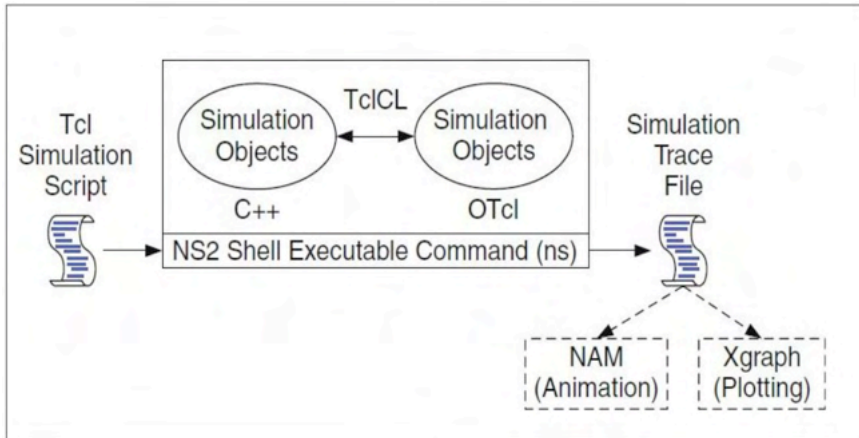 Tcl
Simulation
Script
TclCL
Simulation
Objects
Simulation
Objects
C++
OTcl
NS2 Shell Executable Command (ns)
Simulation
Trace
File
NAM
(Animation)
Xgraph
(Plotting)